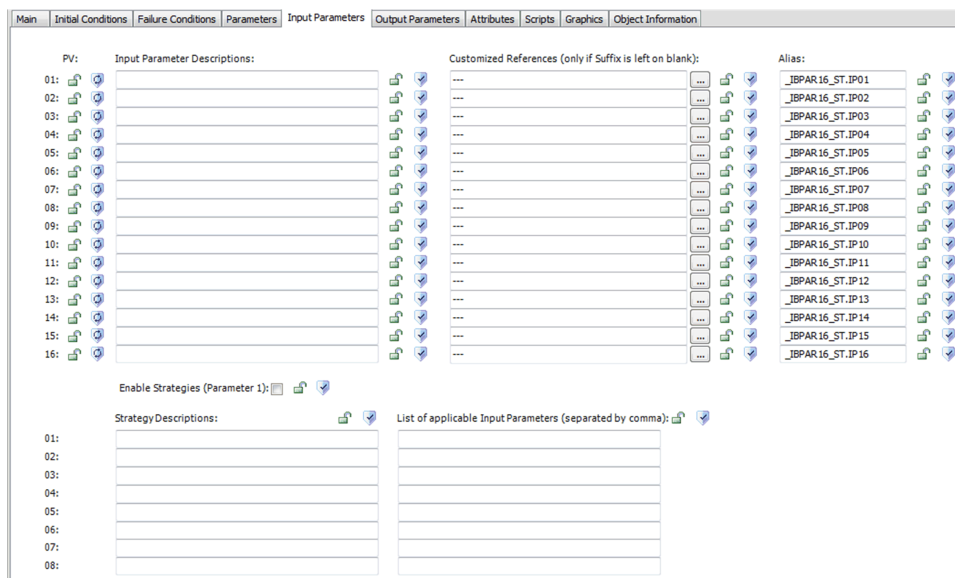 Main Initial Conditions Failure Conditions Parameters Input Parameters Output Parameters Attributes Scripts Graphics Object Information
PV: Input Parameter Descriptions: Customized References (only if Suffix is left on blank): Alias:
01: --- ... _IBPAR16_ST.IP01
02: --- ... _IBPAR16_ST.IP02
03: --- ... _IBPAR16_ST.IP03
04: --- ... _IBPAR16_ST.IP04
05: --- ... _IBPAR16_ST.IP05
06: --- ... _IBPAR16_ST.IP06
07: --- ... _IBPAR16_ST.IP07
08: --- ... _IBPAR16_ST.IP08
09: --- ... _IBPAR16_ST.IP09
10: --- ... _IBPAR16_ST.IP10
11: --- ... _IBPAR16_ST.IP11
12: --- ... _IBPAR16_ST.IP12
13: --- ... _IBPAR16_ST.IP13
14: --- ... _IBPAR16_ST.IP14
15: --- ... _IBPAR16_ST.IP15
16: --- ... _IBPAR16_ST.IP16
Enable Strategies (Parameter 1):
Strategy Descriptions: List of applicable Input Parameters (separated by comma):
01:
02:
03:
04:
05:
06:
07:
08: